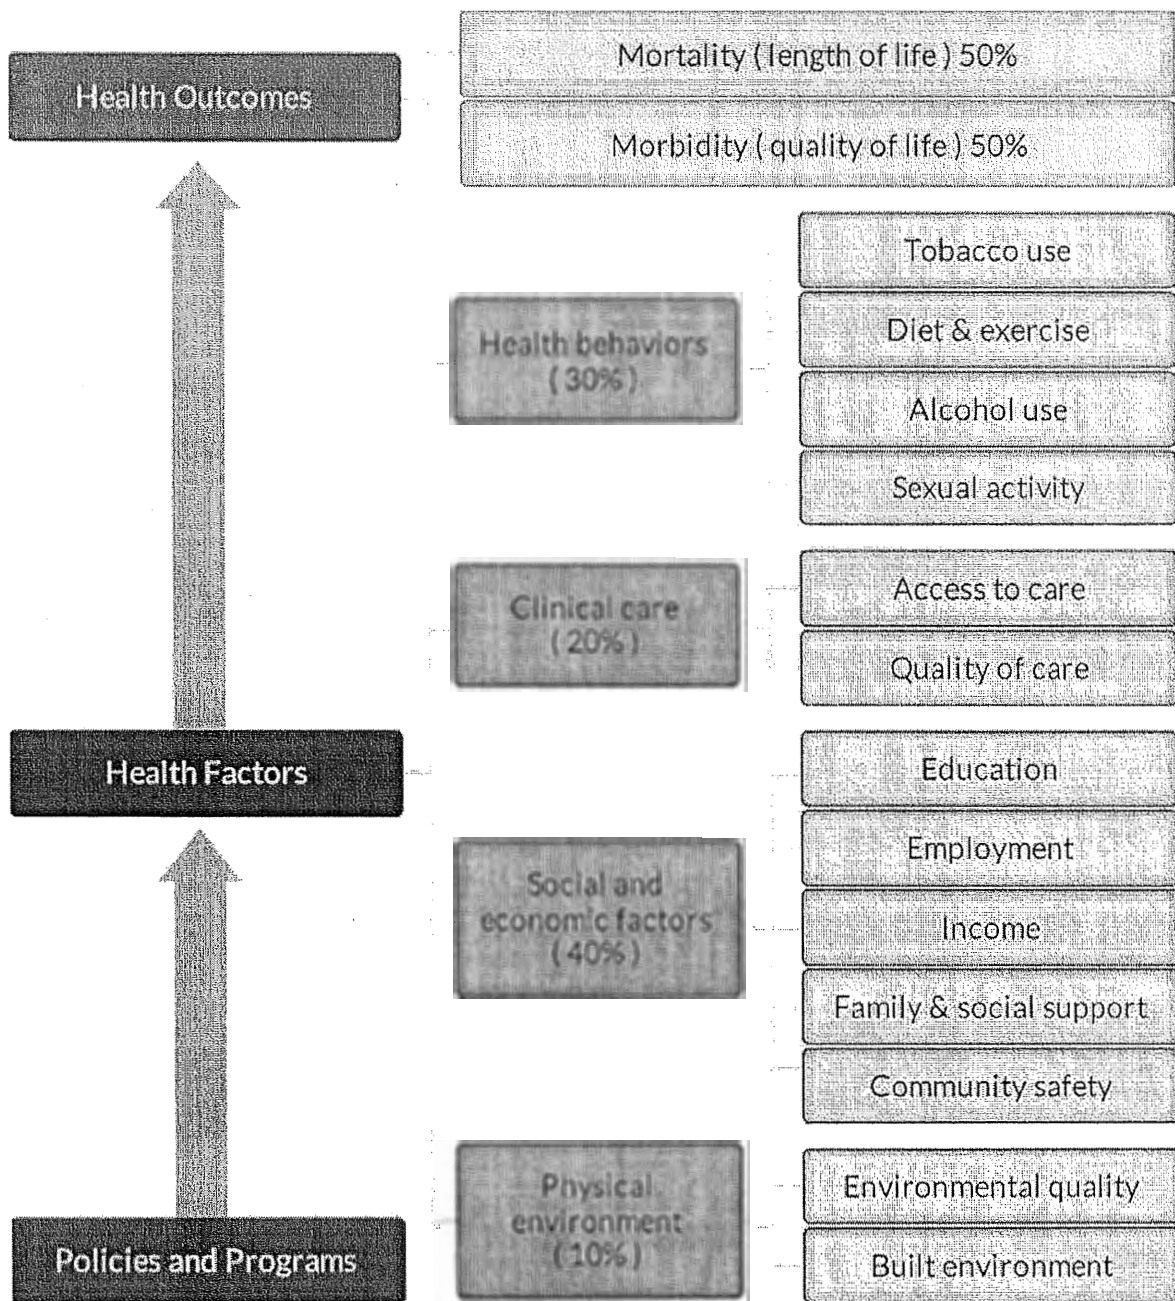 Health Outcomes
Mortality ( length of life ) 50%
Morbidity ( quality of life ) 50%
Health behaviors
( 30% )
Tobacco use
Diet & exercise
Alcohol use
Sexual activity
Clinical care
( 20% )
Access to care
Quality of care
Health Factors
Social and
economic factors
( 40% )
Education
Employment
Income
Family & social support
Community safety
Physical
environment
( 10% )
Environmental quality
Built environment
Policies and Programs